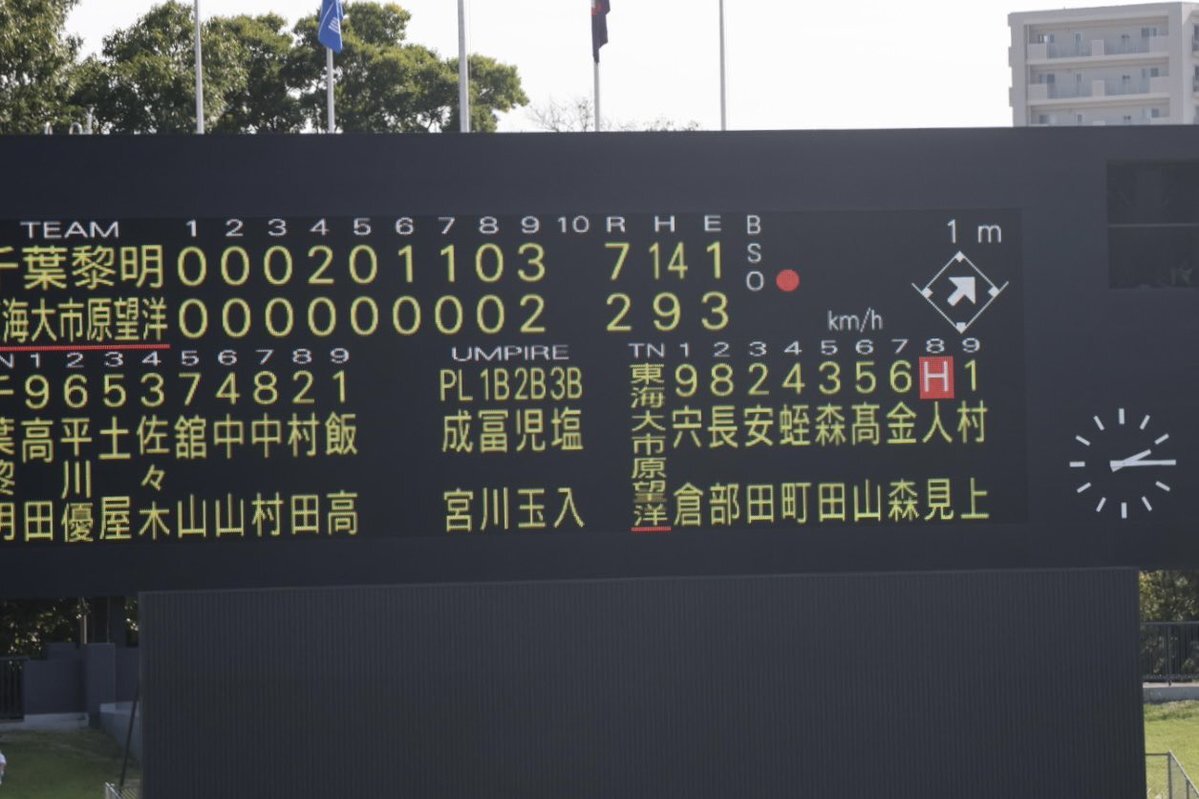 TEAM 1 2 3 4 5 6 7 8 9 10 R H E B
千葉黎明 0 0 0 2 0 1 1 0 3 7 14 1 S
海大市原望洋 0 0 0 0 0 0 0 0 2 2 9 3 O
1 m
km/h
N 1 2 3 4 5 6 7 8 9
千 9 6 5 3 7 4 8 2 1
葉 高 平 土 佐 舘 中 中 村 飯
黎 川 々
明 田 優 屋 木 山 山 村 田 高
UMPIRE
PL 1B 2B 3B
成 冨 児 塩
宮 川 玉 入
TN 1 2 3 4 5 6 7 8 9
東海大市原望洋
9 8 2 4 3 5 6 H 1
宍 長 安 蛭 森 髙 金 人 村
倉 部 田 町 田 山 森 見 上